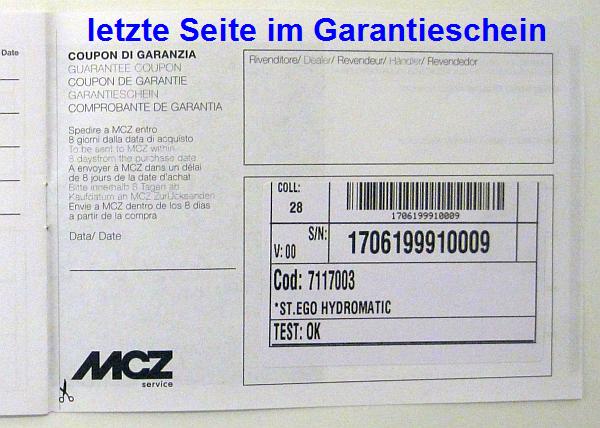 letzte Seite im Garantieschein
Date
COUPON DI GARANZIA
GUARANTEE COUPON
COUPON DE GARANTIE
GARANTIESCHEIN
COMPROBANTE DE GARANTIA
Spedire a MCZ entro
8 giorni dalla data di acquisto
To be sent to MCZ within
8 daysfrom the purchase date
A envoyer à MCZ dans un délai
de 8 jours de la date d'achat
Bitte innerhalb 8 Tagen ab
Kaufdatum an MCZ ZurÜcksenden
Envie a MCZ dentro de los 8 días
a partir de la compra
Data/ Date
MCZ
service
Rivenditore/ Dealer/ Revendeur/ Händler/ Revendedor
COLL:
28
1706199910009
V: 00
S/N:
1706199910009
Cod: 7117003
*ST.EGO HYDROMATIC
TEST: OK